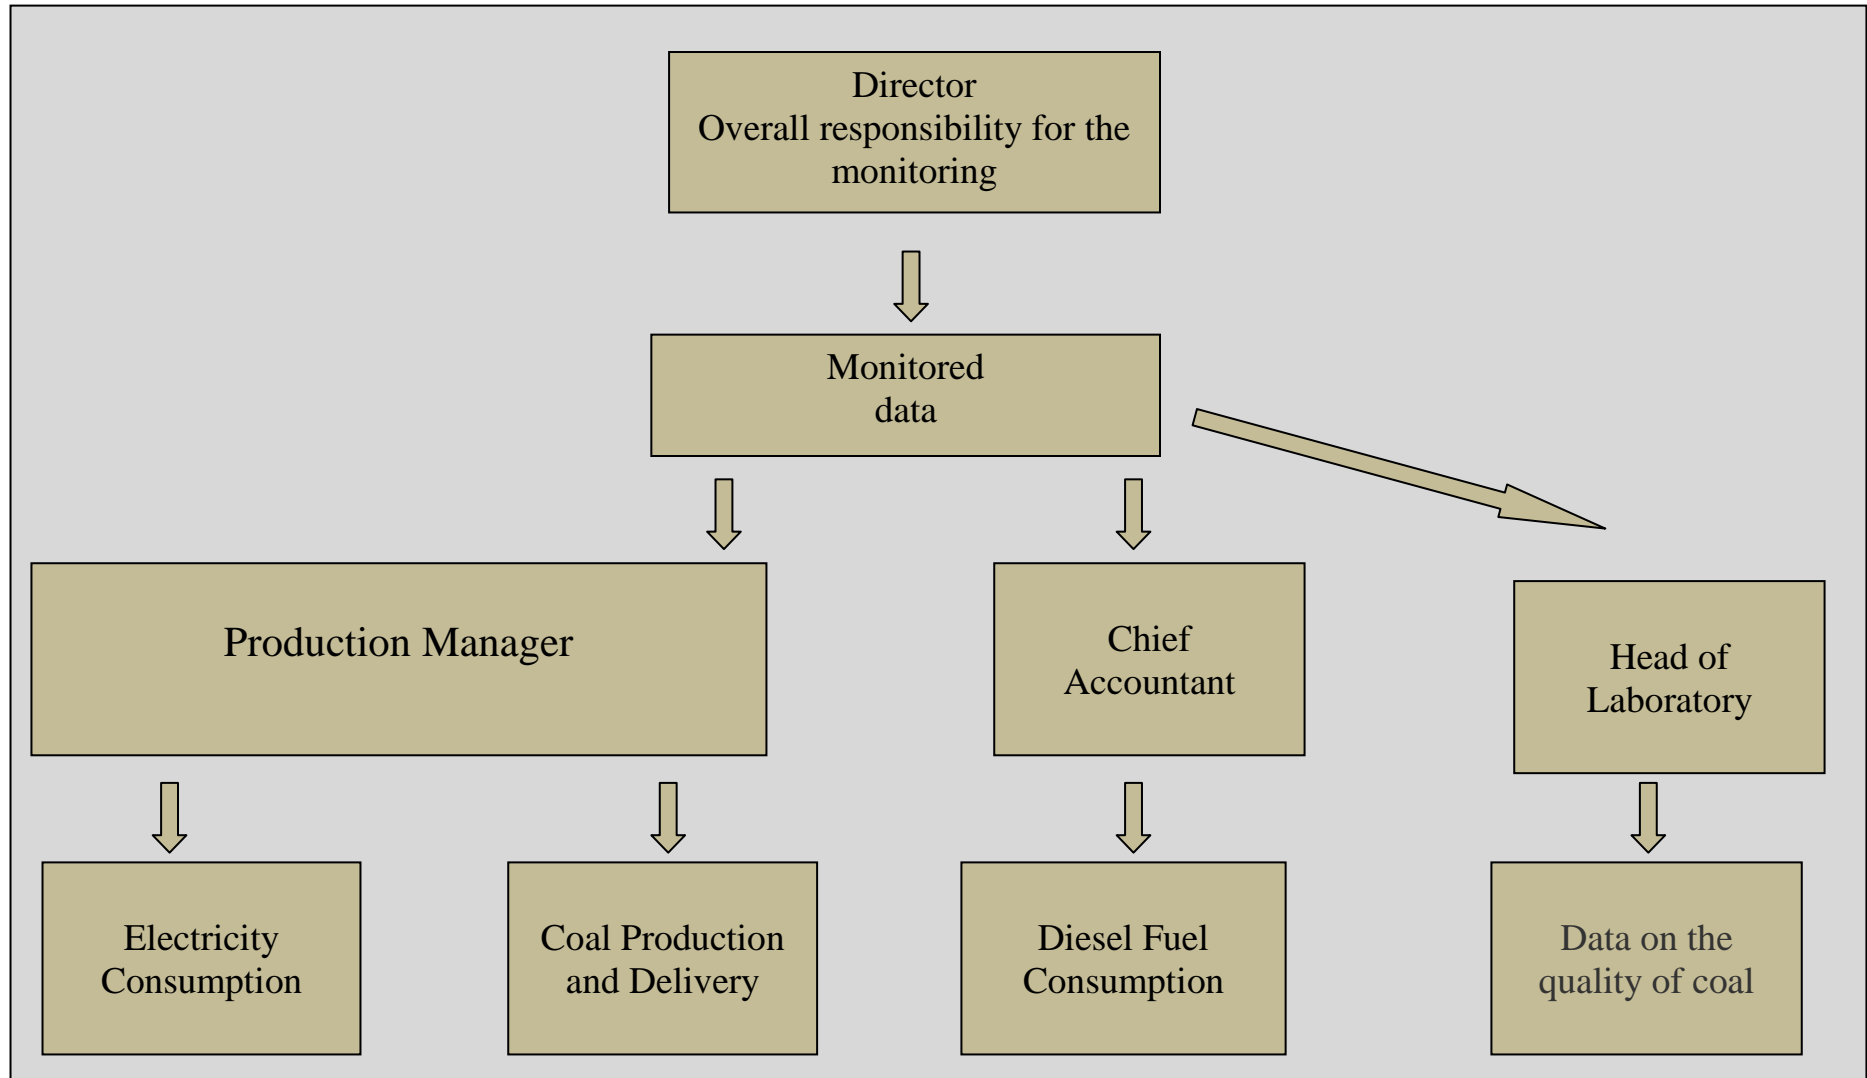 Director
Overall responsibility for the
monitoring
Monitored
data
Production Manager
Chief
Accountant
Head of
Laboratory
Electricity
Consumption
Coal Production
and Delivery
Diesel Fuel
Consumption
Data on the
quality of coal